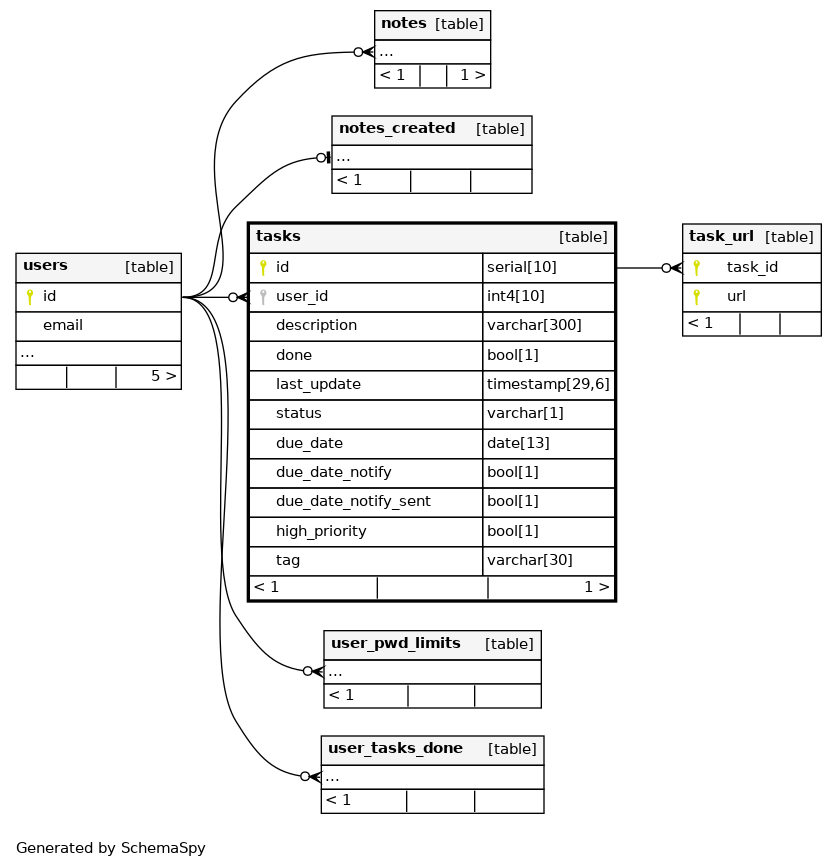 notes [table]
...
< 1 1 >
notes_created [table]
...
< 1
users [table]
id
email
...
5 >
tasks [table]
id serial[10]
user_id int4[10]
description varchar[300]
done bool[1]
last_update timestamp[29,6]
status varchar[1]
due_date date[13]
due_date_notify bool[1]
due_date_notify_sent bool[1]
high_priority bool[1]
tag varchar[30]
< 1 1 >
task_url [table]
task_id
url
< 1
user_pwd_limits [table]
...
< 1
user_tasks_done [table]
...
< 1
Generated by SchemaSpy